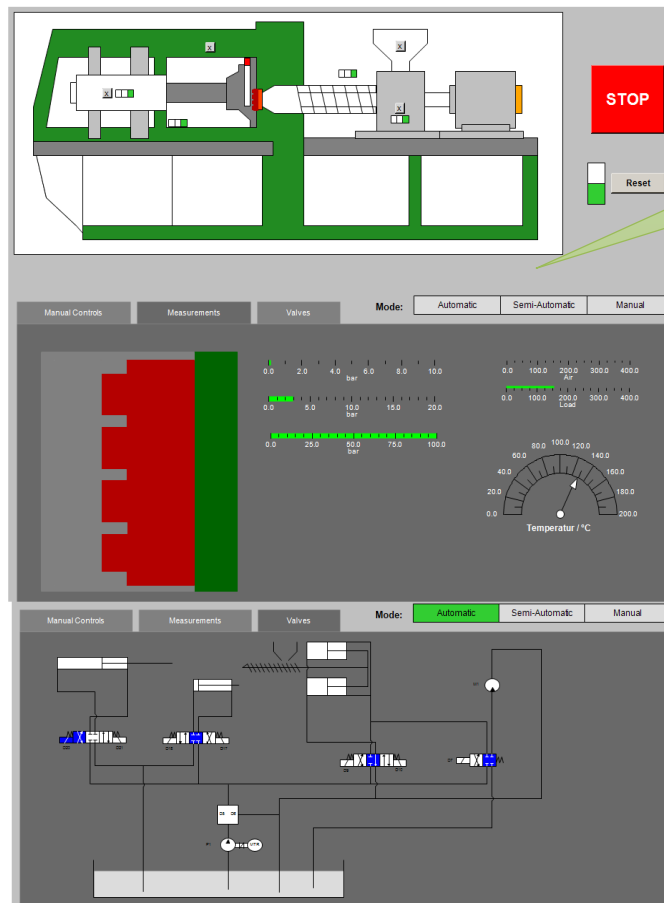 X
X
X
X
STOP
Reset
Manual Controls Measurements Valves Mode: Automatic Semi-Automatic Manual
0.0 2.0 4.0 6.0 8.0 10.0
bar
0.0 5.0 10.0 15.0 20.0
bar
0.0 25.0 50.0 75.0 100.0
bar
0.0 100.0 200.0 300.0 400.0
Air
0.0 100.0 200.0 300.0 400.0
Load
0.0 20.0 40.0 60.0 80.0 100.0 120.0 140.0 160.0 180.0 200.0
Temperatur / °C
Manual Controls Measurements Valves Mode: Automatic Semi-Automatic Manual